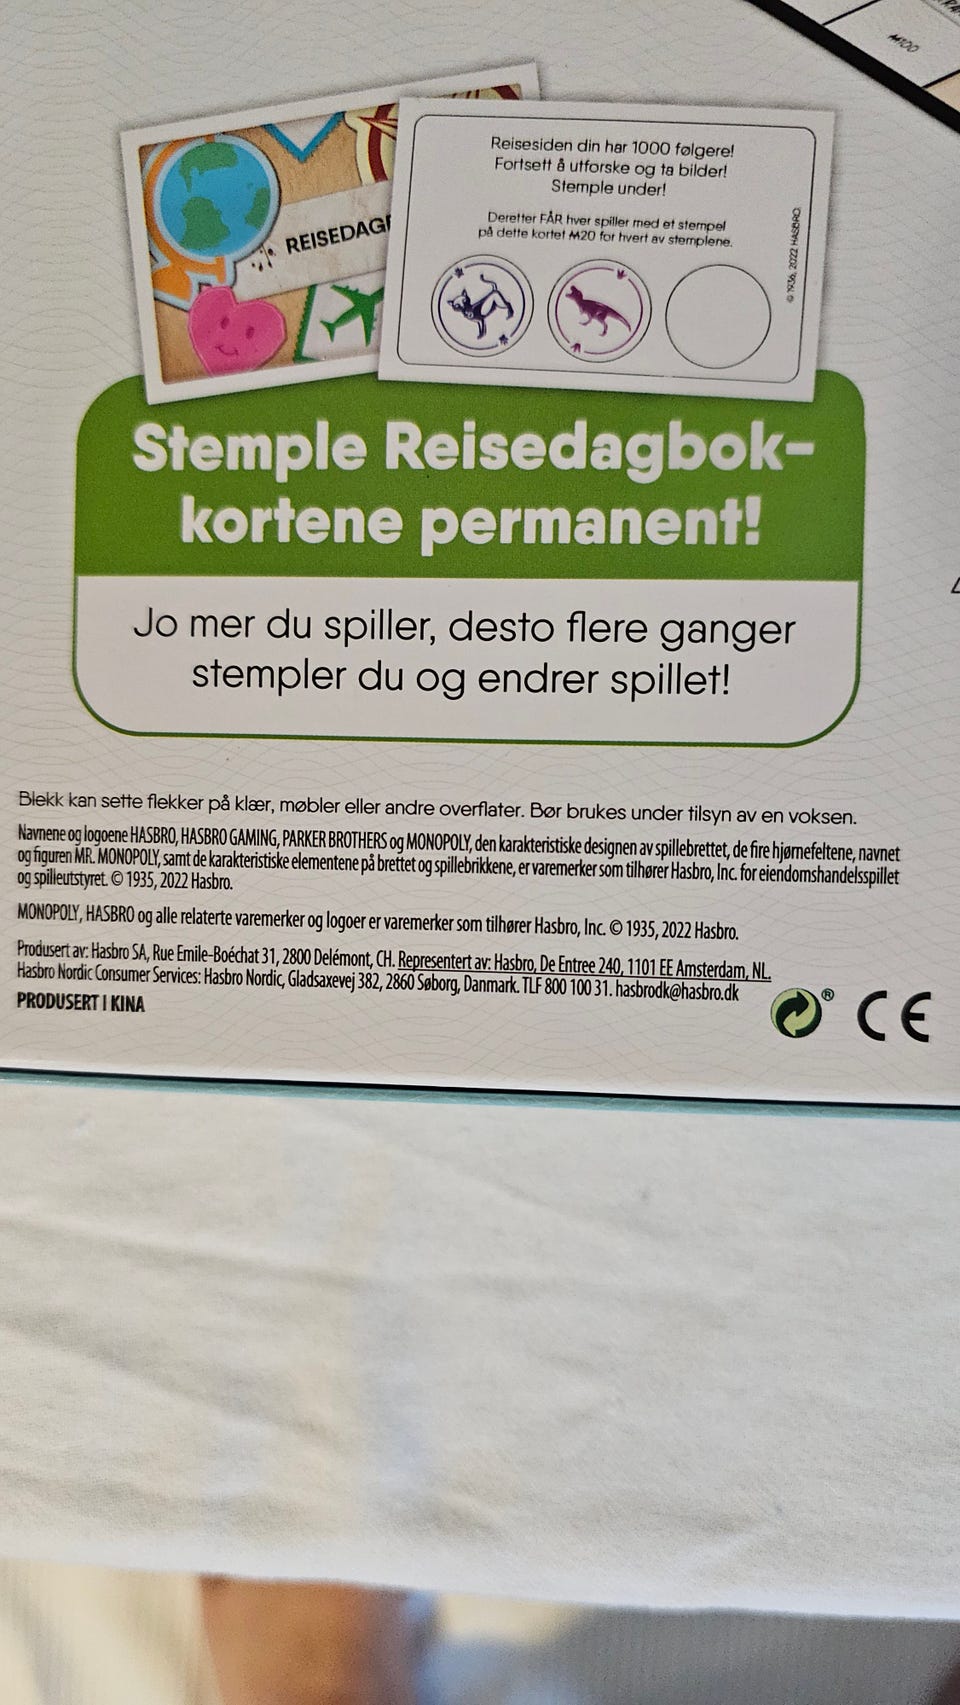 ₩100
Reisesiden din har 1000 følgere!
Fortsett å utforske og ta bilder!
Stemple under!
Deretter FÅR hver spiller med et stempel
på dette kortet ₩20 for hvert av stemplene.
© 1936, 2022 HASBRO.
REISEDAG
Stemple Reisedagbok-
kortene permanent!
Jo mer du spiller, desto flere ganger
stempler du og endrer spillet!
Blekk kan sette flekker på klær, møbler eller andre overflater. Bør brukes under tilsyn av en voksen.
Navnene og logoene HASBRO, HASBRO GAMING, PARKER BROTHERS og MONOPOLY, den karakteristiske designen av spillebrettet, de fire hjørnefeltene, navnet
og figuren MR. MONOPOLY, samt de karakteristiske elementene på brettet og spillebrikkene, er varemerker som tilhører Hasbro, Inc. for eiendomshandelsspillet
og spilleutstyret. © 1935, 2022 Hasbro.
MONOPOLY, HASBRO og alle relaterte varemerker og logoer er varemerker som tilhører Hasbro, Inc. © 1935, 2022 Hasbro.
Produsert av: Hasbro SA, Rue Emile-Boéchat 31, 2800 Delémont, CH. Representert av: Hasbro, De Entree 240, 1101 EE Amsterdam, NL.
Hasbro Nordic Consumer Services: Hasbro Nordic, Gladsaxevej 382, 2860 Søborg, Danmark. TLF 800 100 31. hasbrodk@hasbro.dk
PRODUSERT I KINA
® CE